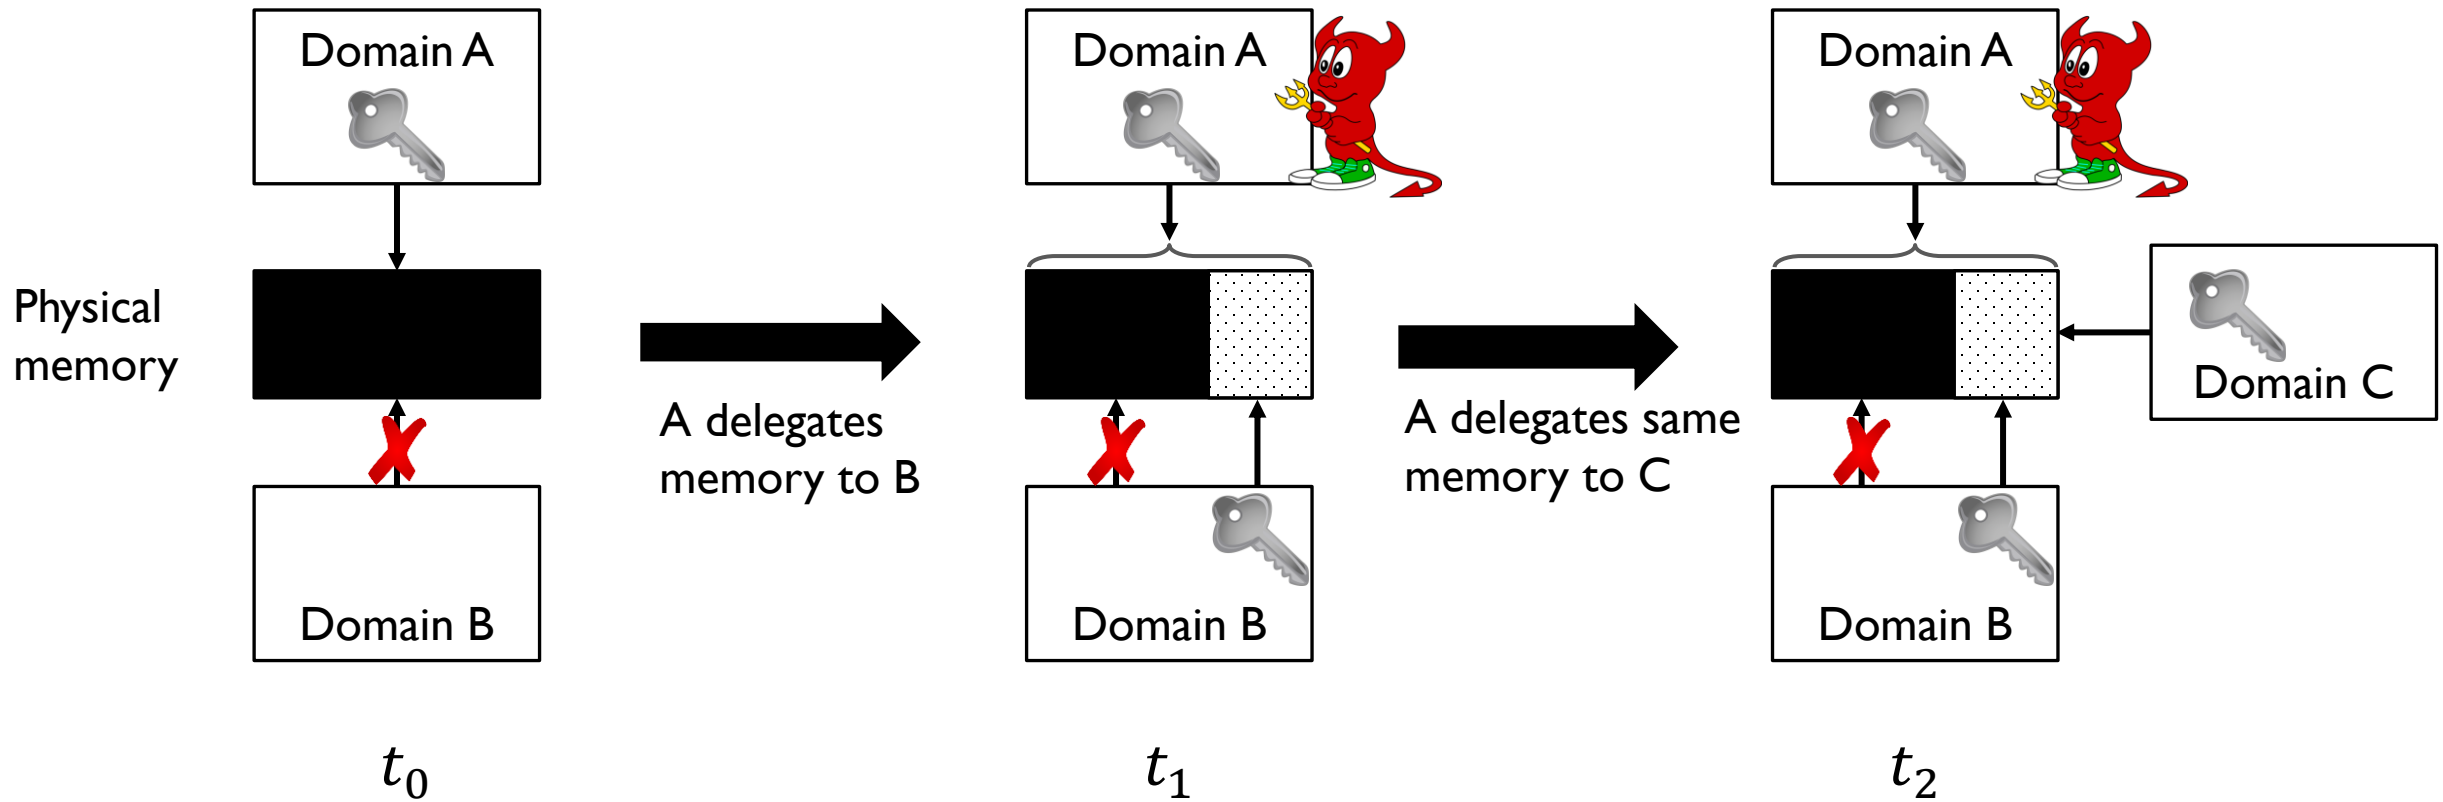 Domain A
Domain A
Domain A
Physical
memory
A delegates
memory to B
A delegates same
memory to C
Domain C
Domain B
Domain B
Domain B
t₀
t₁
t₂